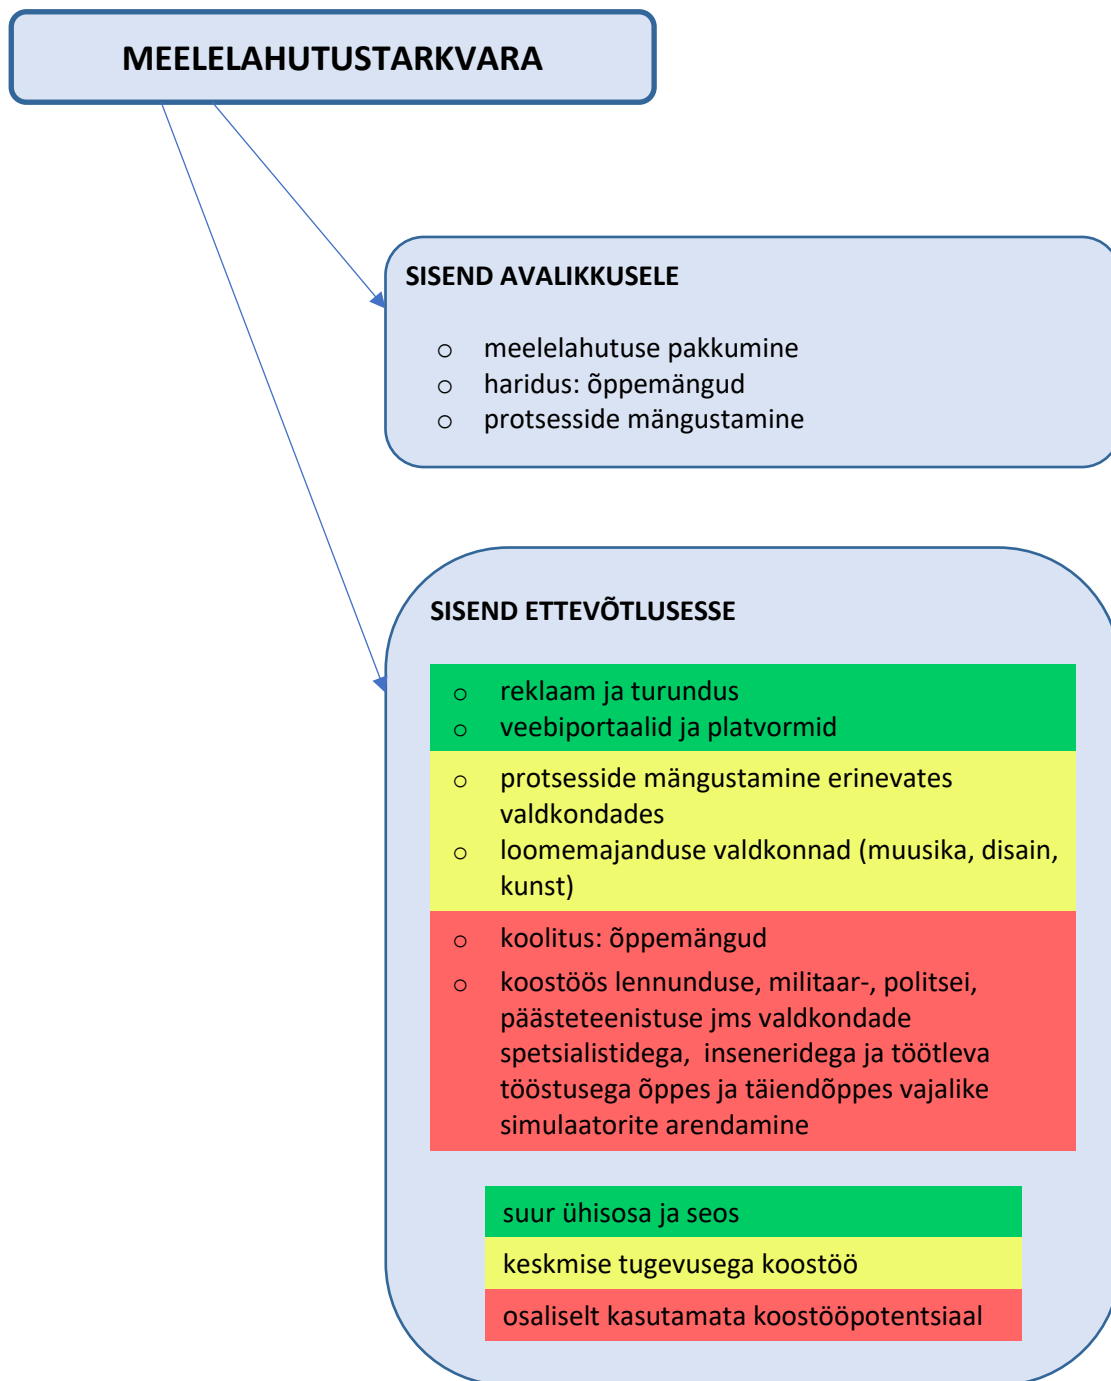 MEELELAHUTUSTARKVARA
SISEND AVALIKKUSELE
o meelelahutuse pakkumine
o haridus: õppemängud
o protsesside mängustamine
SISEND ETTEVÕTLUSESSE
o reklaam ja turundus
o veebiportaalid ja platvormid
o protsesside mängustamine erinevates
valdkondades
o loomemajanduse valdkonnad (muusika, disain,
kunst)
o koolitus: õppemängud
o koostöös lennunduse, militaar-, politsei,
päästeteenistuse jms valdkondade
spetsialistidega, inseneridega ja töötleva
tööstusega õppes ja täiendõppes vajalike
simulaatorite arendamine
suur ühisosa ja seos
keskmise tugevusega koostöö
osaliselt kasutamata koostööpotentsiaal